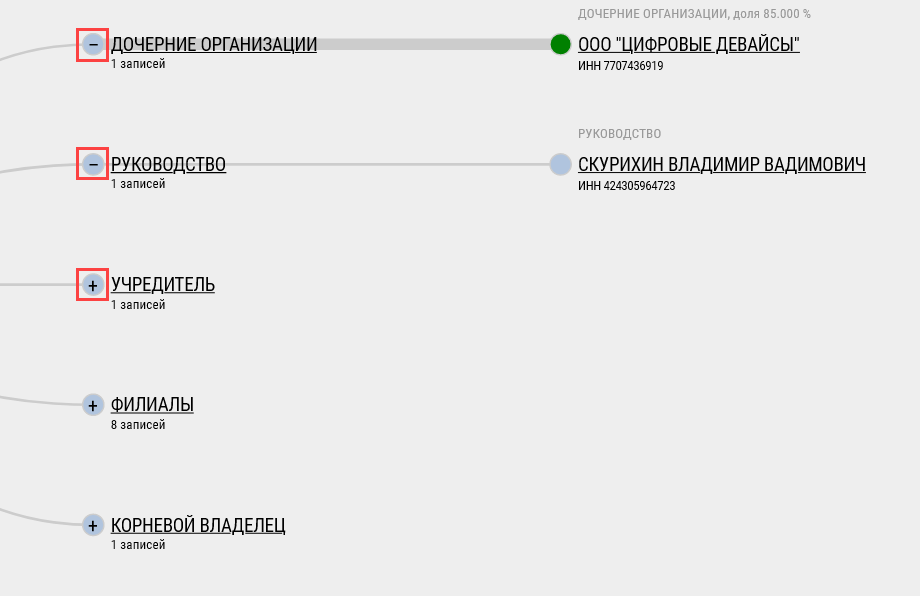 ДОЧЕРНИЕ ОРГАНИЗАЦИИ, доля 85.000 %
− ДОЧЕРНИЕ ОРГАНИЗАЦИИ
ООО "ЦИФРОВЫЕ ДЕВАЙСЫ"
1 записей
ИНН 7707436919
РУКОВОДСТВО
− РУКОВОДСТВО
СКУРИХИН ВЛАДИМИР ВАДИМОВИЧ
1 записей
ИНН 424305964723
+ УЧРЕДИТЕЛЬ
1 записей
+ ФИЛИАЛЫ
8 записей
+ КОРНЕВОЙ ВЛАДЕЛЕЦ
1 записей